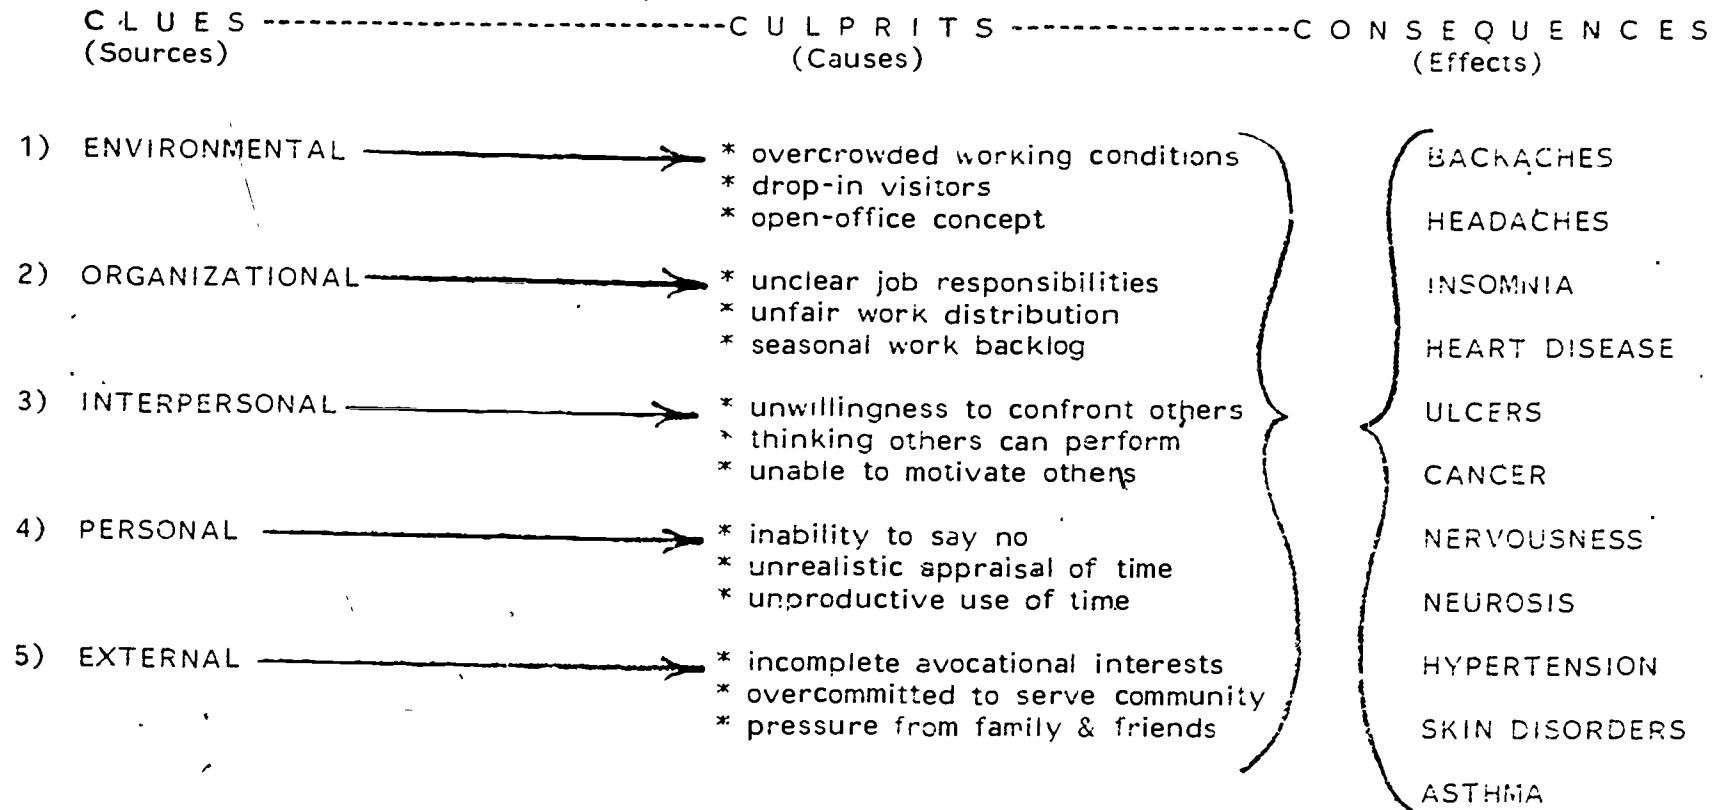 C L U E S ----------------------------C U L P R I T S -----------------C O N S E Q U E N C E S
(Sources) (Causes) (Effects)
1) ENVIRONMENTAL * overcrowded working conditions BACKACHES
* drop-in visitors
* open-office concept HEADACHES
2) ORGANIZATIONAL * unclear job responsibilities INSOMNIA
* unfair work distribution
* seasonal work backlog HEART DISEASE
3) INTERPERSONAL * unwillingness to confront others ULCERS
* thinking others can perform
* unable to motivate others CANCER
4) PERSONAL * inability to say no NERVOUSNESS
* unrealistic appraisal of time
* unproductive use of time NEUROSIS
5) EXTERNAL * incomplete avocational interests HYPERTENSION
* overcommitted to serve community
* pressure from family & friends SKIN DISORDERS
ASTHMA